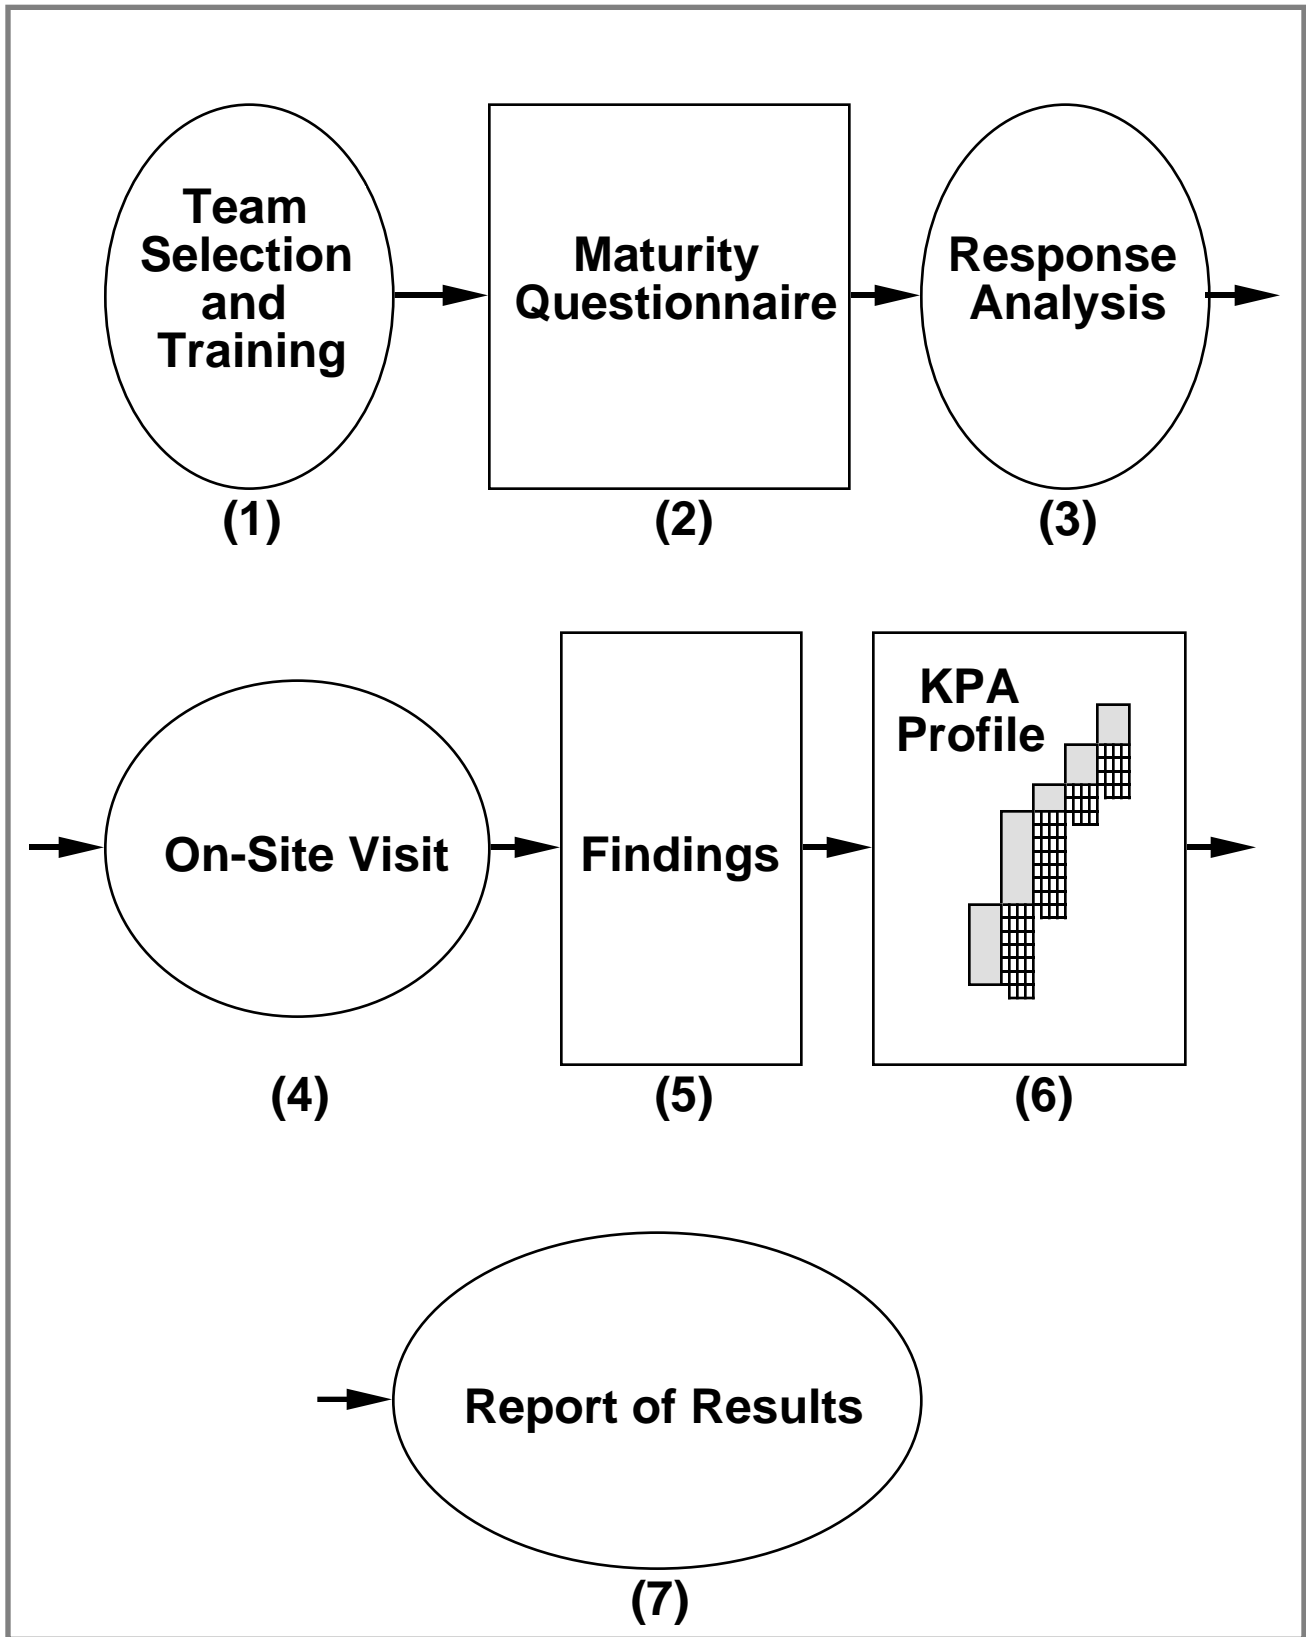 Team
Selection
and
Training
(1)
Maturity
Questionnaire
(2)
Response
Analysis
(3)
On-Site Visit
(4)
Findings
(5)
KPA
Profile
(6)
Report of Results
(7)